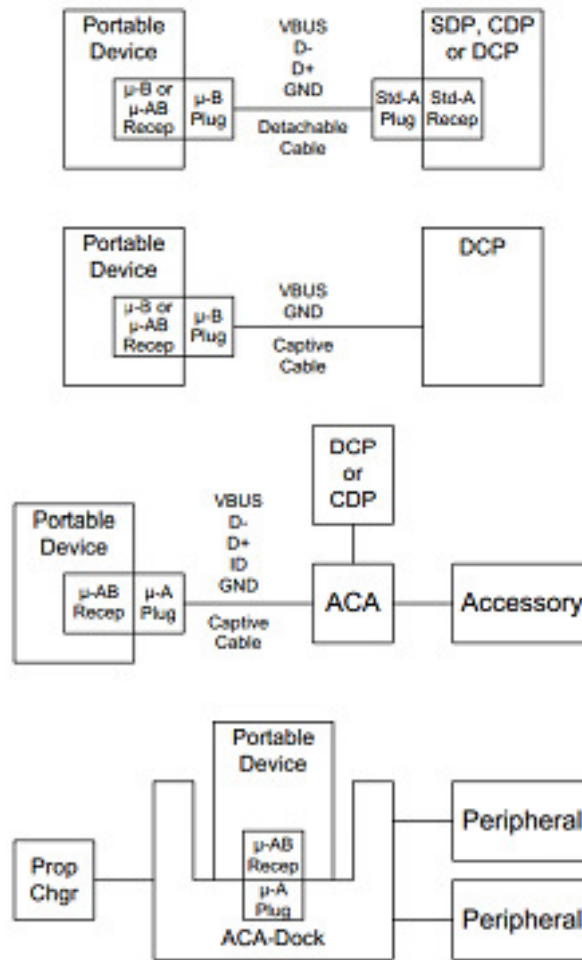 Portable
Device
μ-B or
μ-AB
Recep
μ-B
Plug
VBUS
D-
D+
GND
Detachable
Cable
SDP, CDP
or DCP
Std-A
Plug
Std-A
Recep
Portable
Device
μ-B or
μ-AB
Recep
μ-B
Plug
VBUS
GND
Captive
Cable
DCP
DCP
or
CDP
Portable
Device
μ-AB
Recep
μ-A
Plug
VBUS
D-
D+
ID
GND
Captive
Cable
ACA
Accessory
Portable
Device
μ-AB
Recep
μ-A
Plug
ACA-Dock
Prop
Chgr
Peripheral
Peripheral